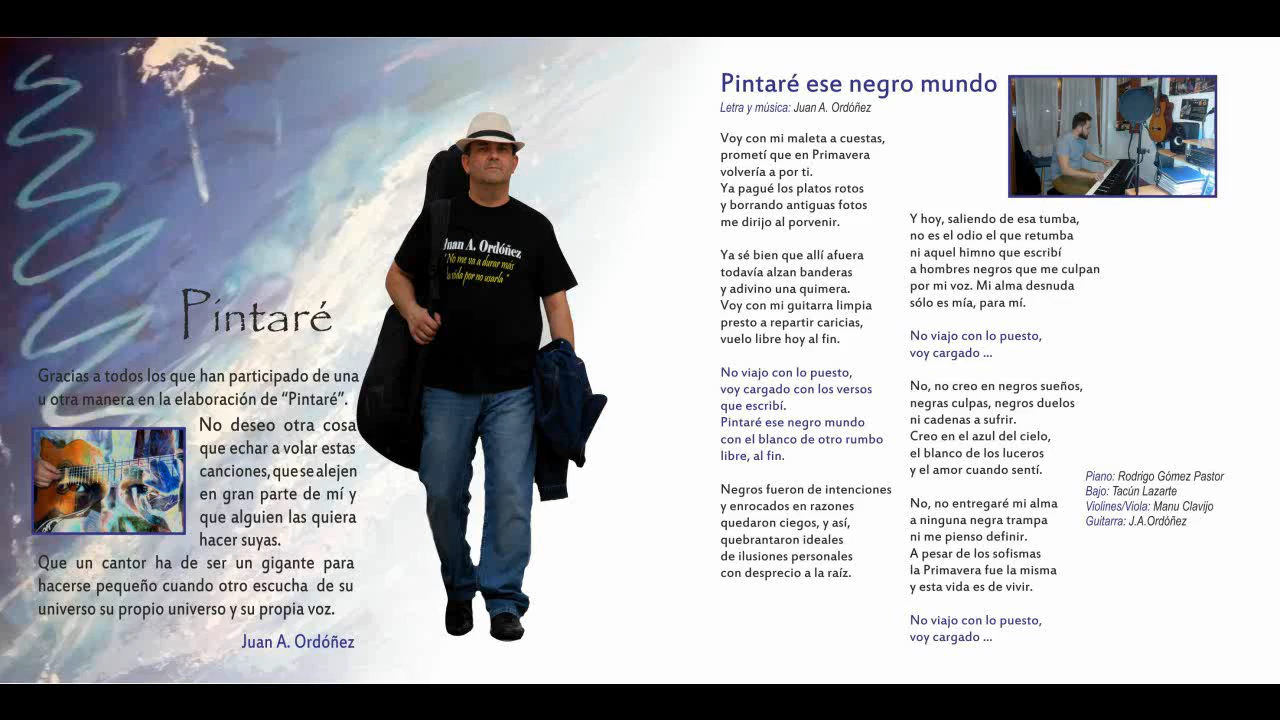 Pintaré
Gracias a todos los que han participado de una
u otra manera en la elaboración de “Pintaré”.
No deseo otra cosa
que echar a volar estas
canciones, que se alejen
en gran parte de mí y
que alguien las quiera
hacer suyas.
Que un cantor ha de ser un gigante para
hacerse pequeño cuando otro escucha de su
universo su propio universo y su propia voz.
Juan A. Ordóñez
Juan A. Ordóñez
"No me va a durar más
la vida por no usarla"
Pintaré ese negro mundo
Letra y música: Juan A. Ordóñez
Voy con mi maleta a cuestas,
prometí que en Primavera
volvería a por ti.
Ya pagué los platos rotos
y borrando antiguas fotos
me dirijo al porvenir.
Ya sé bien que allí afuera
todavía alzan banderas
y adivino una quimera.
Voy con mi guitarra limpia
presto a repartir caricias,
vuelo libre hoy al fin.
No viajo con lo puesto,
voy cargado con los versos
que escribí.
Pintaré ese negro mundo
con el blanco de otro rumbo
libre, al fin.
Negros fueron de intenciones
y enrocados en razones
quedaron ciegos, y así,
quebrantaron ideales
de ilusiones personales
con desprecio a la raíz.
Y hoy, saliendo de esa tumba,
no es el odio el que retumba
ni aquel himno que escribí
a hombres negros que me culpan
por mi voz. Mi alma desnuda
sólo es mía, para mí.
No viajo con lo puesto,
voy cargado ...
No, no creo en negros sueños,
negras culpas, negros duelos
ni cadenas a sufrir.
Creo en el azul del cielo,
el blanco de los luceros
y el amor cuando sentí.
No, no entregaré mi alma
a ninguna negra trampa
ni me pienso definir.
A pesar de los sofismas
la Primavera fue la misma
y esta vida es de vivir.
No viajo con lo puesto,
voy cargado ...
Piano: Rodrigo Gómez Pastor
Bajo: Tacún Lazarte
Violines/Viola: Manu Clavijo
Guitarra: J.A.Ordóñez